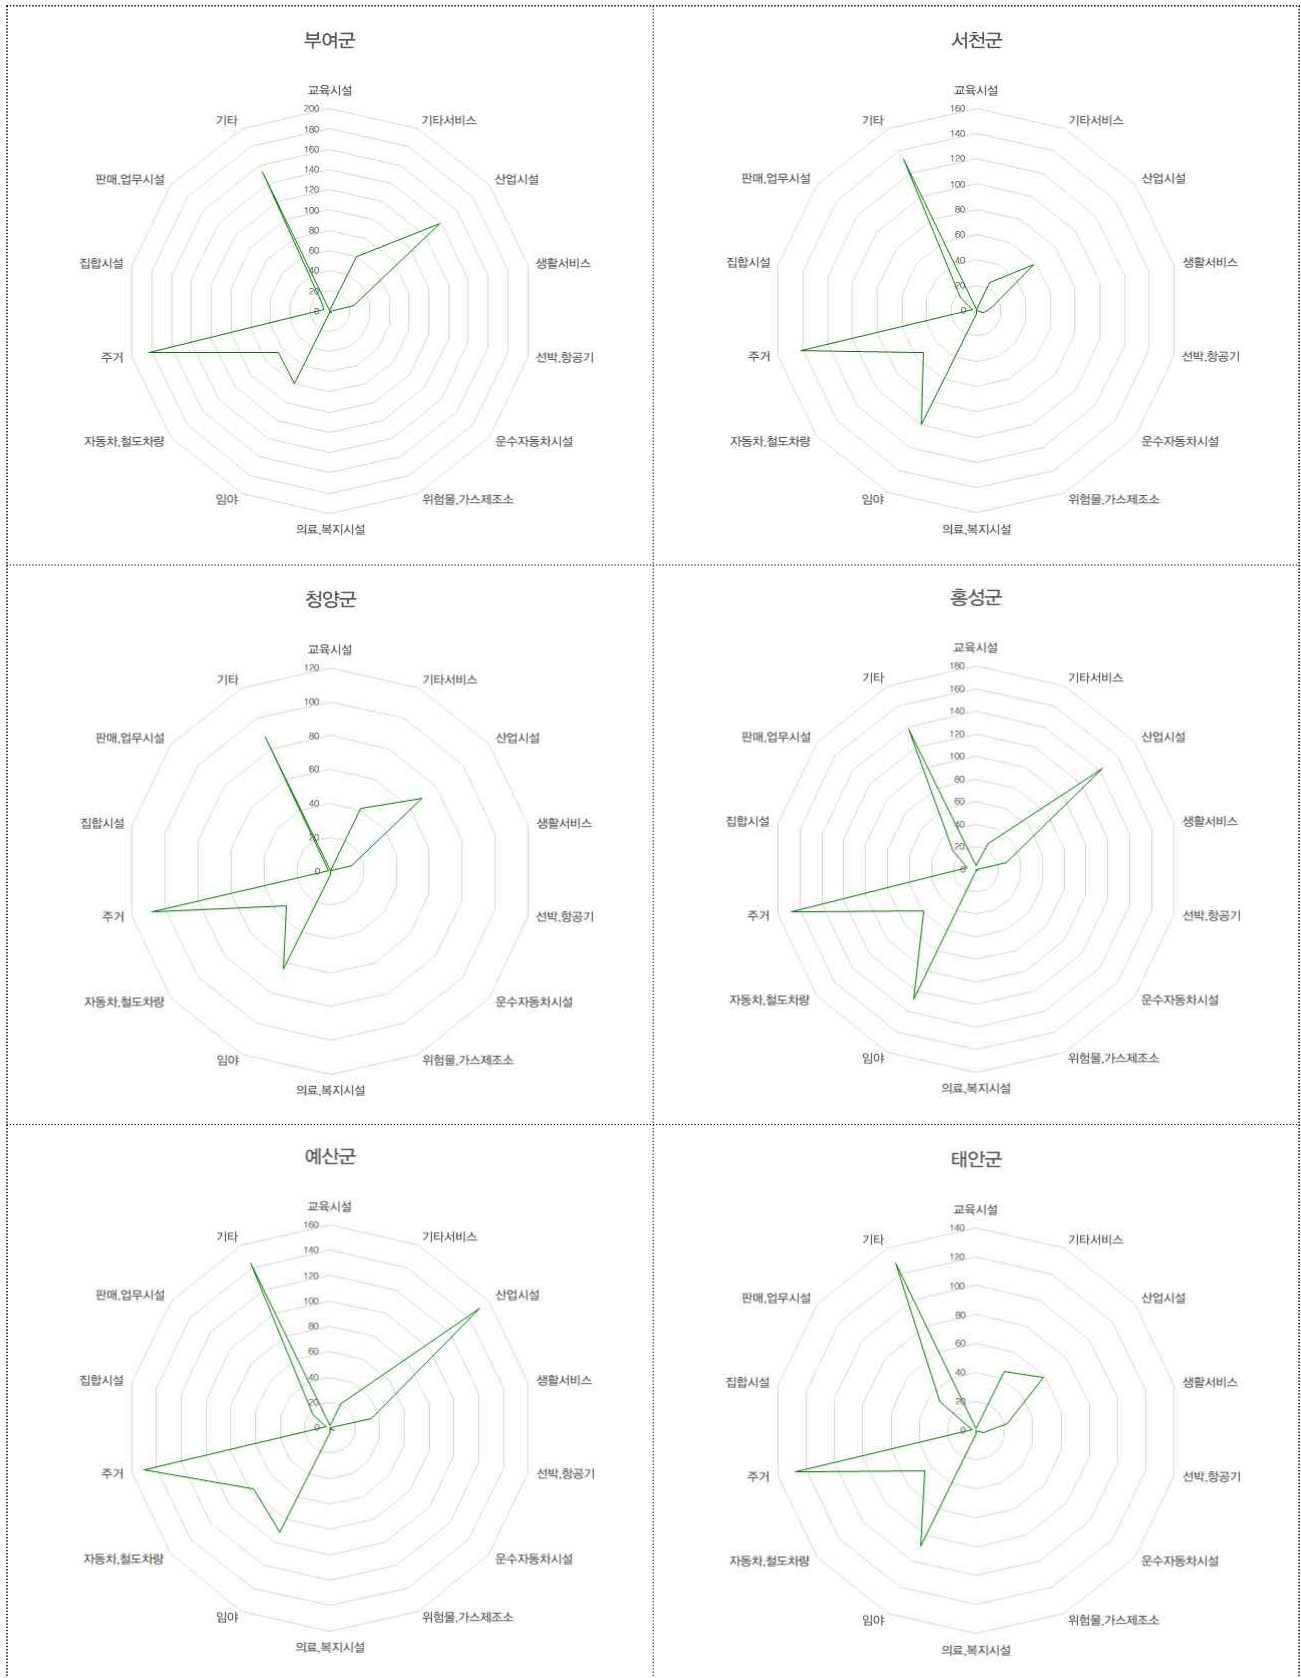 부여군
교육시설
200
180
160
140
120
100
80
60
40
20
0
기타서비스
산업시설
생활서비스
선박,항공기
운수자동차시설
위험물,가스제조소
의료,복지시설
임야
자동차,철도차량
주거
집합시설
판매,업무시설
기타
서천군
교육시설
160
140
120
100
80
60
40
20
0
기타서비스
산업시설
생활서비스
선박,항공기
운수자동차시설
위험물,가스제조소
의료,복지시설
임야
자동차,철도차량
주거
집합시설
판매,업무시설
기타
청양군
교육시설
120
100
80
60
40
20
0
기타서비스
산업시설
생활서비스
선박,항공기
운수자동차시설
위험물,가스제조소
의료,복지시설
임야
자동차,철도차량
주거
집합시설
판매,업무시설
기타
홍성군
교육시설
180
160
140
120
100
80
60
40
20
0
기타서비스
산업시설
생활서비스
선박,항공기
운수자동차시설
위험물,가스제조소
의료,복지시설
임야
자동차,철도차량
주거
집합시설
판매,업무시설
기타
예산군
교육시설
160
140
120
100
80
60
40
20
0
기타서비스
산업시설
생활서비스
선박,항공기
운수자동차시설
위험물,가스제조소
의료,복지시설
임야
자동차,철도차량
주거
집합시설
판매,업무시설
기타
태안군
교육시설
140
120
100
80
60
40
20
0
기타서비스
산업시설
생활서비스
선박,항공기
운수자동차시설
위험물,가스제조소
의료,복지시설
임야
자동차,철도차량
주거
집합시설
판매,업무시설
기타